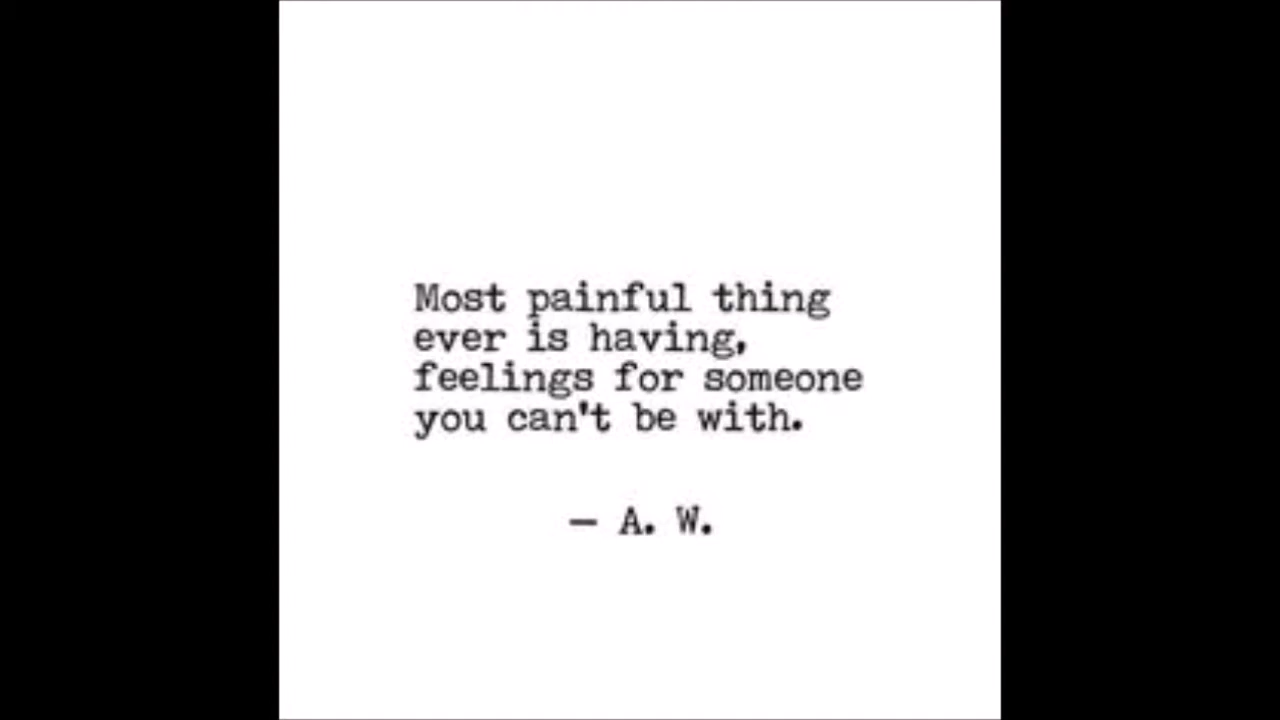 Most painful thing
ever is having,
feelings for someone
you can't be with.
— A. W.